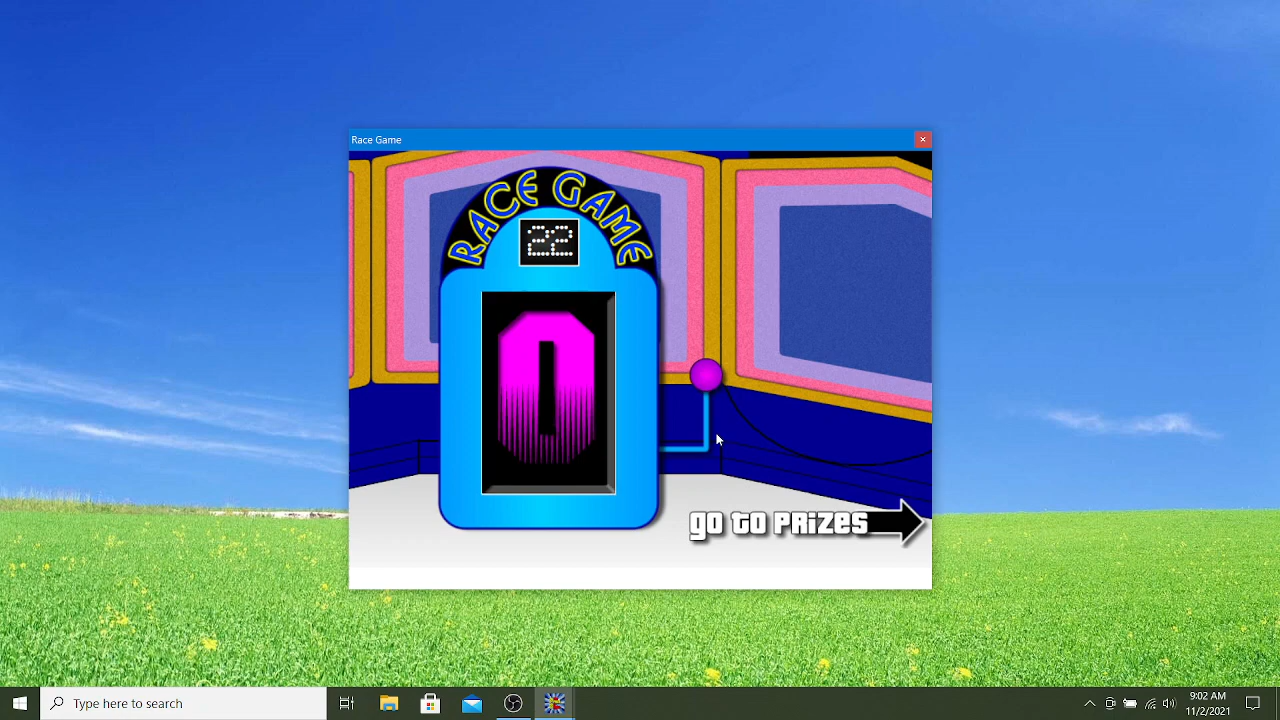 Race Game
RACE GAME
22
0
GO TO PRIZES
Type here to search
9:02 AM
11/2/2021